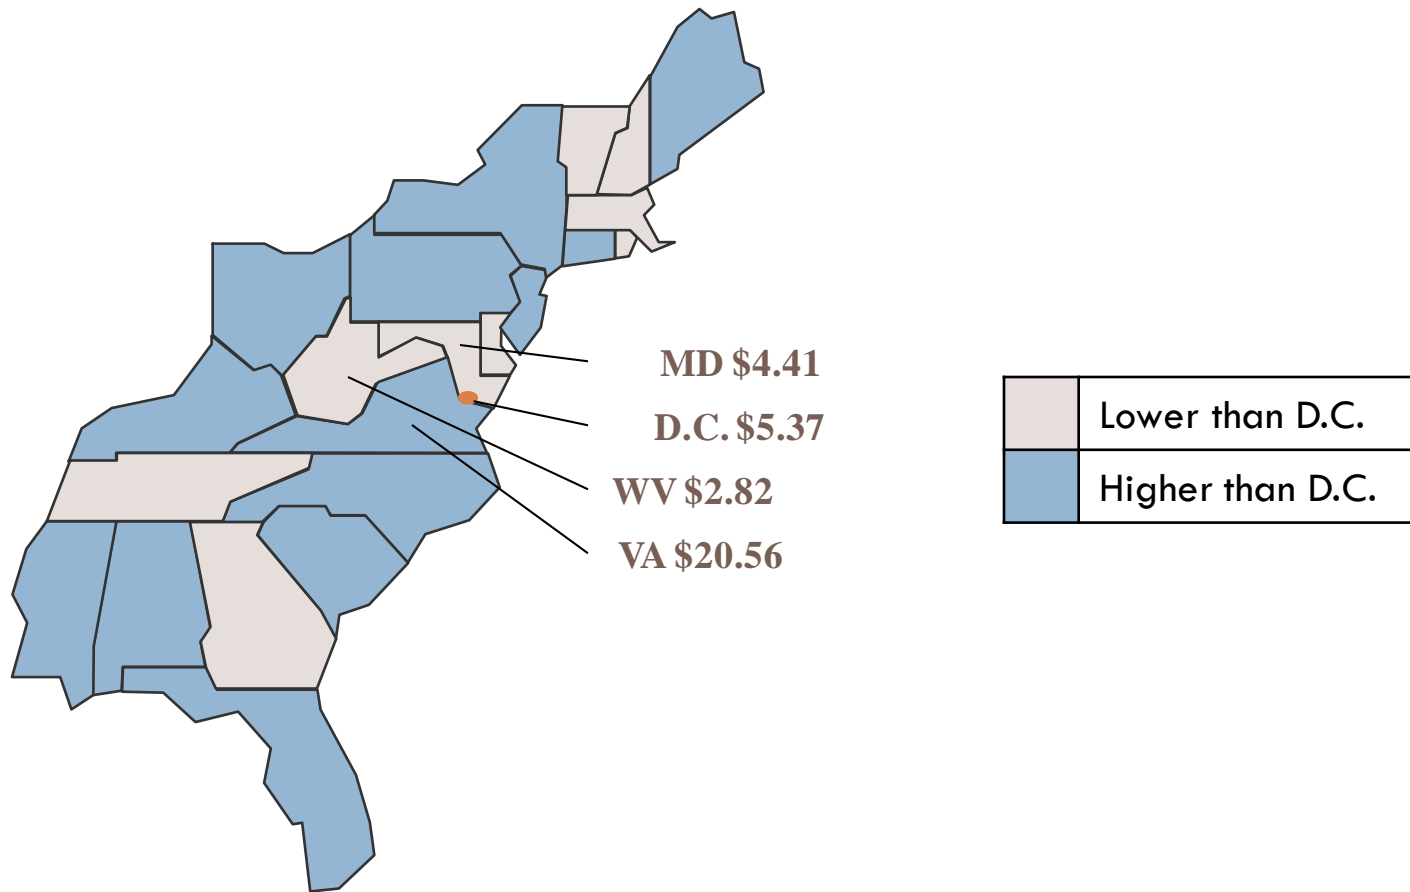 MD $4.41
D.C. $5.37
WV $2.82
VA $20.56
Lower than D.C.
Higher than D.C.